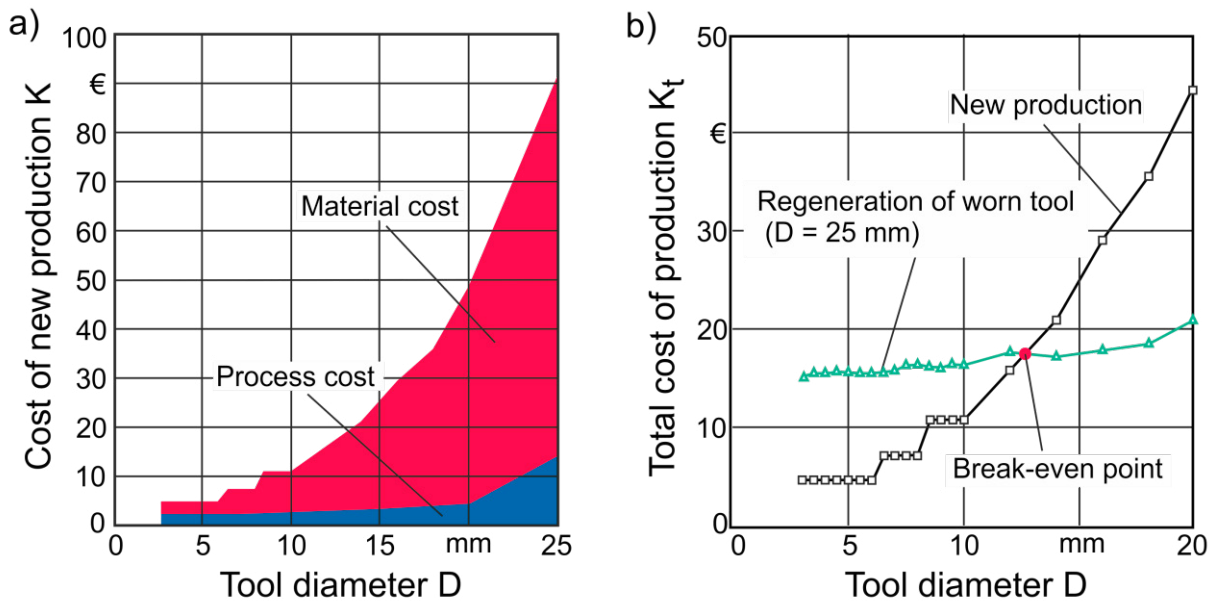 a)
Cost of new production K
100
€
80
70
60
50
40
30
20
10
0
Material cost
Process cost
0 5 10 15 mm 25
Tool diameter D
b)
Total cost of production Kt
50
€
30
20
10
0
New production
Regeneration of worn tool
(D = 25 mm)
Break-even point
0 5 10 mm 20
Tool diameter D